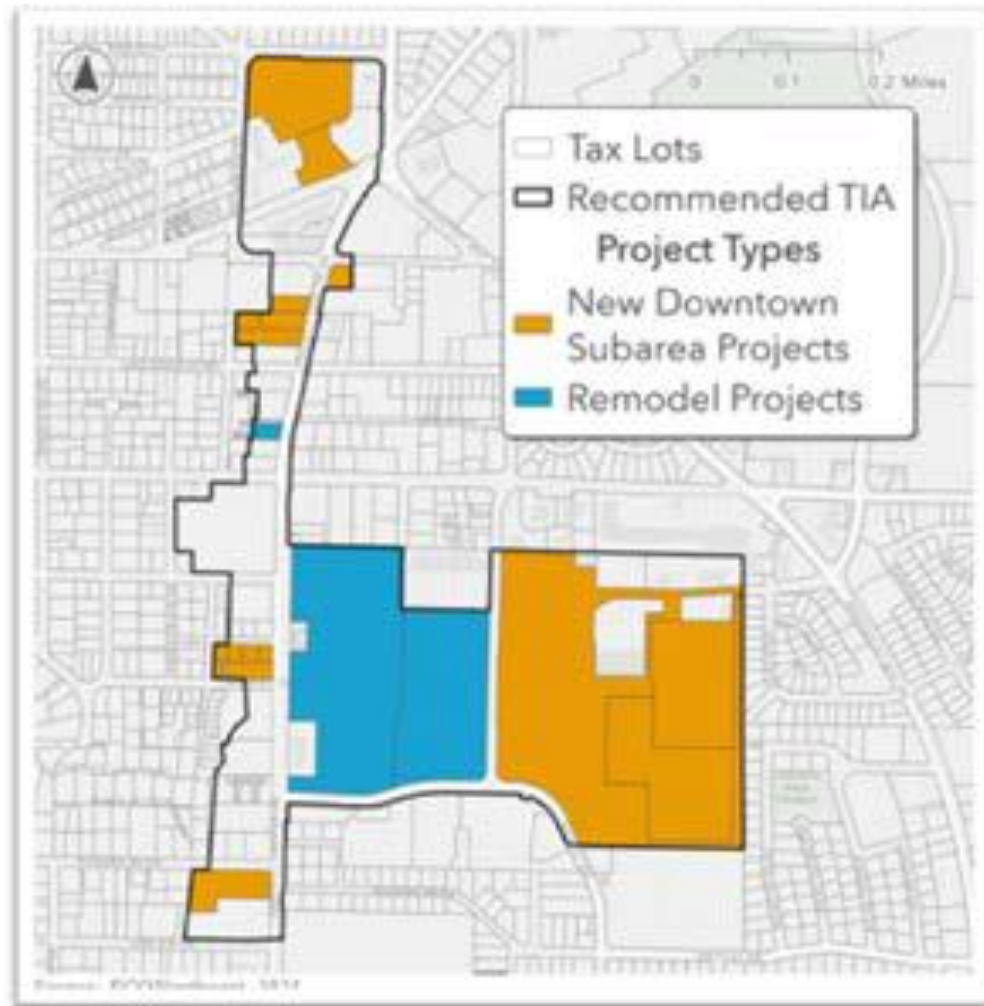 0 0.1 0.2 Miles
Tax Lots
Recommended TIA
Project Types
New Downtown
Subarea Projects
Remodel Projects